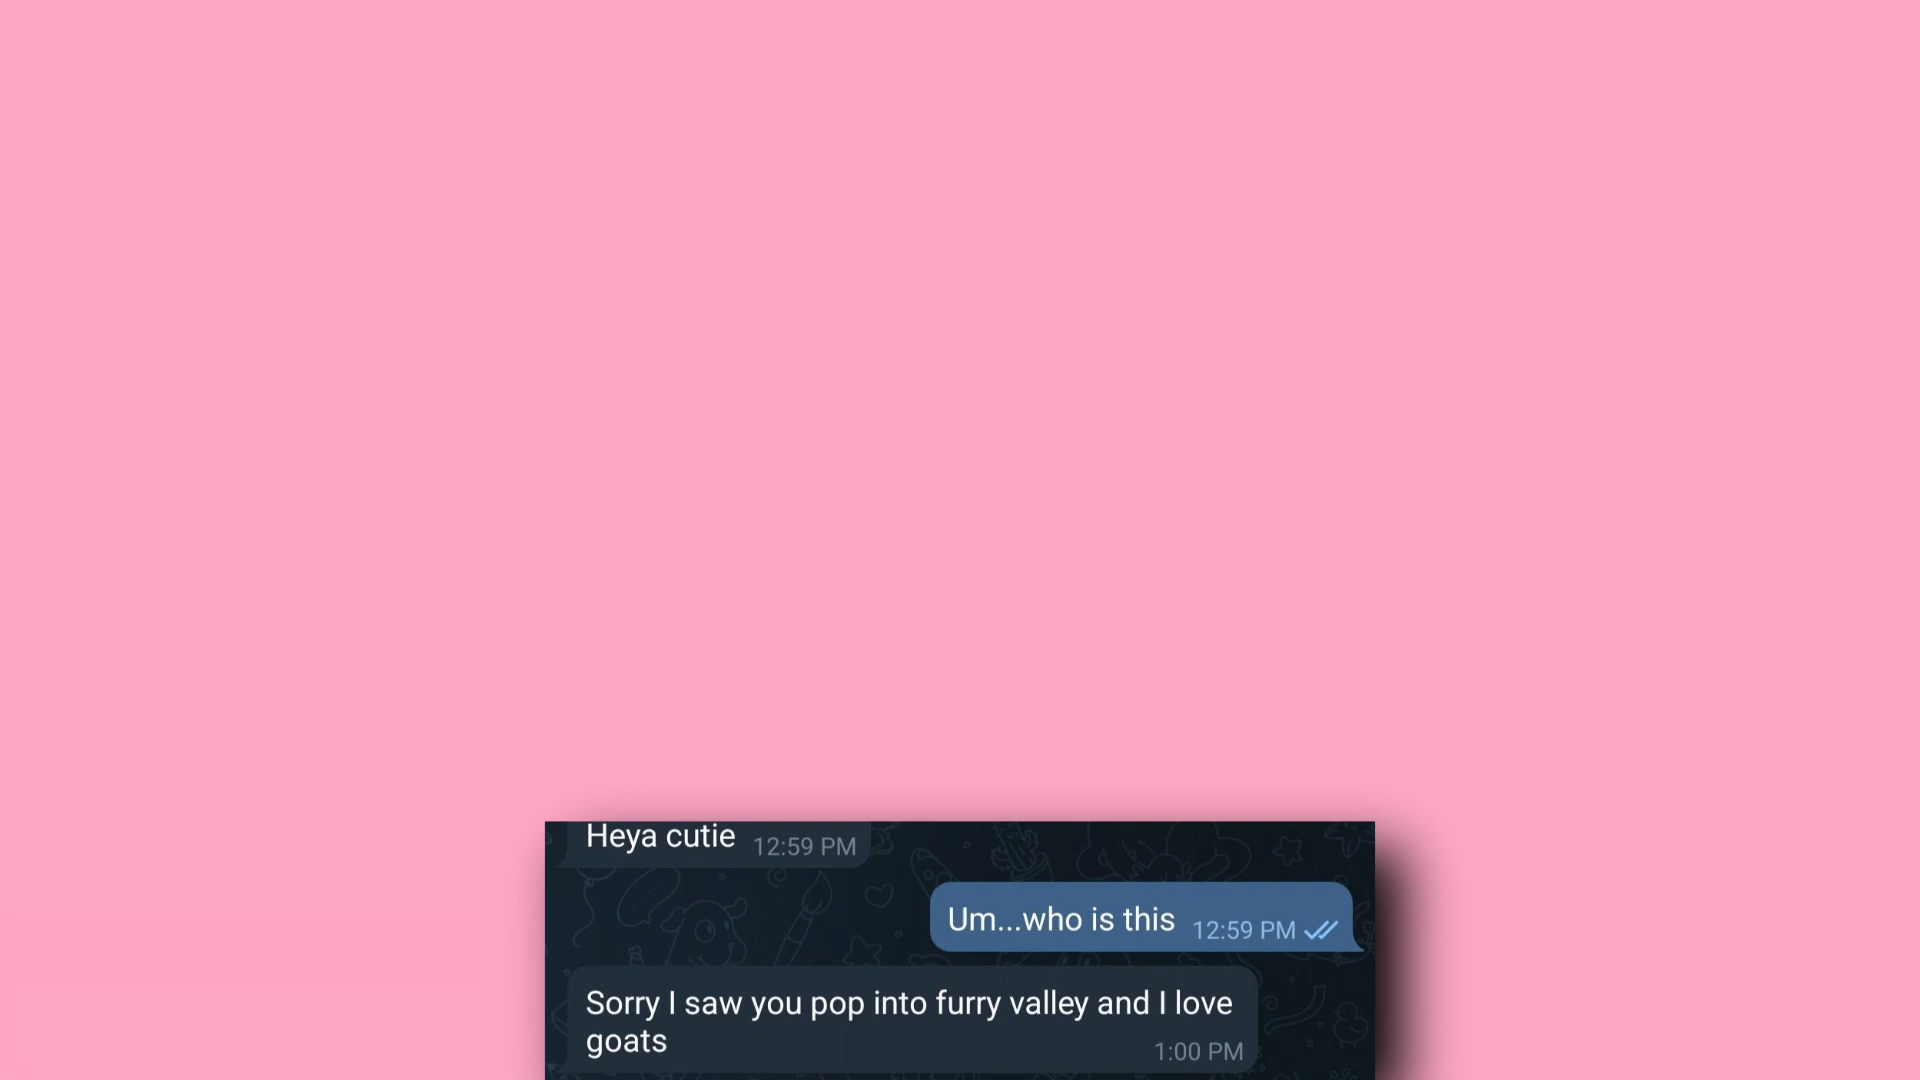 Heya cutie 12:59 PM
Um...who is this 12:59 PM
Sorry I saw you pop into furry valley and I love
goats 1:00 PM